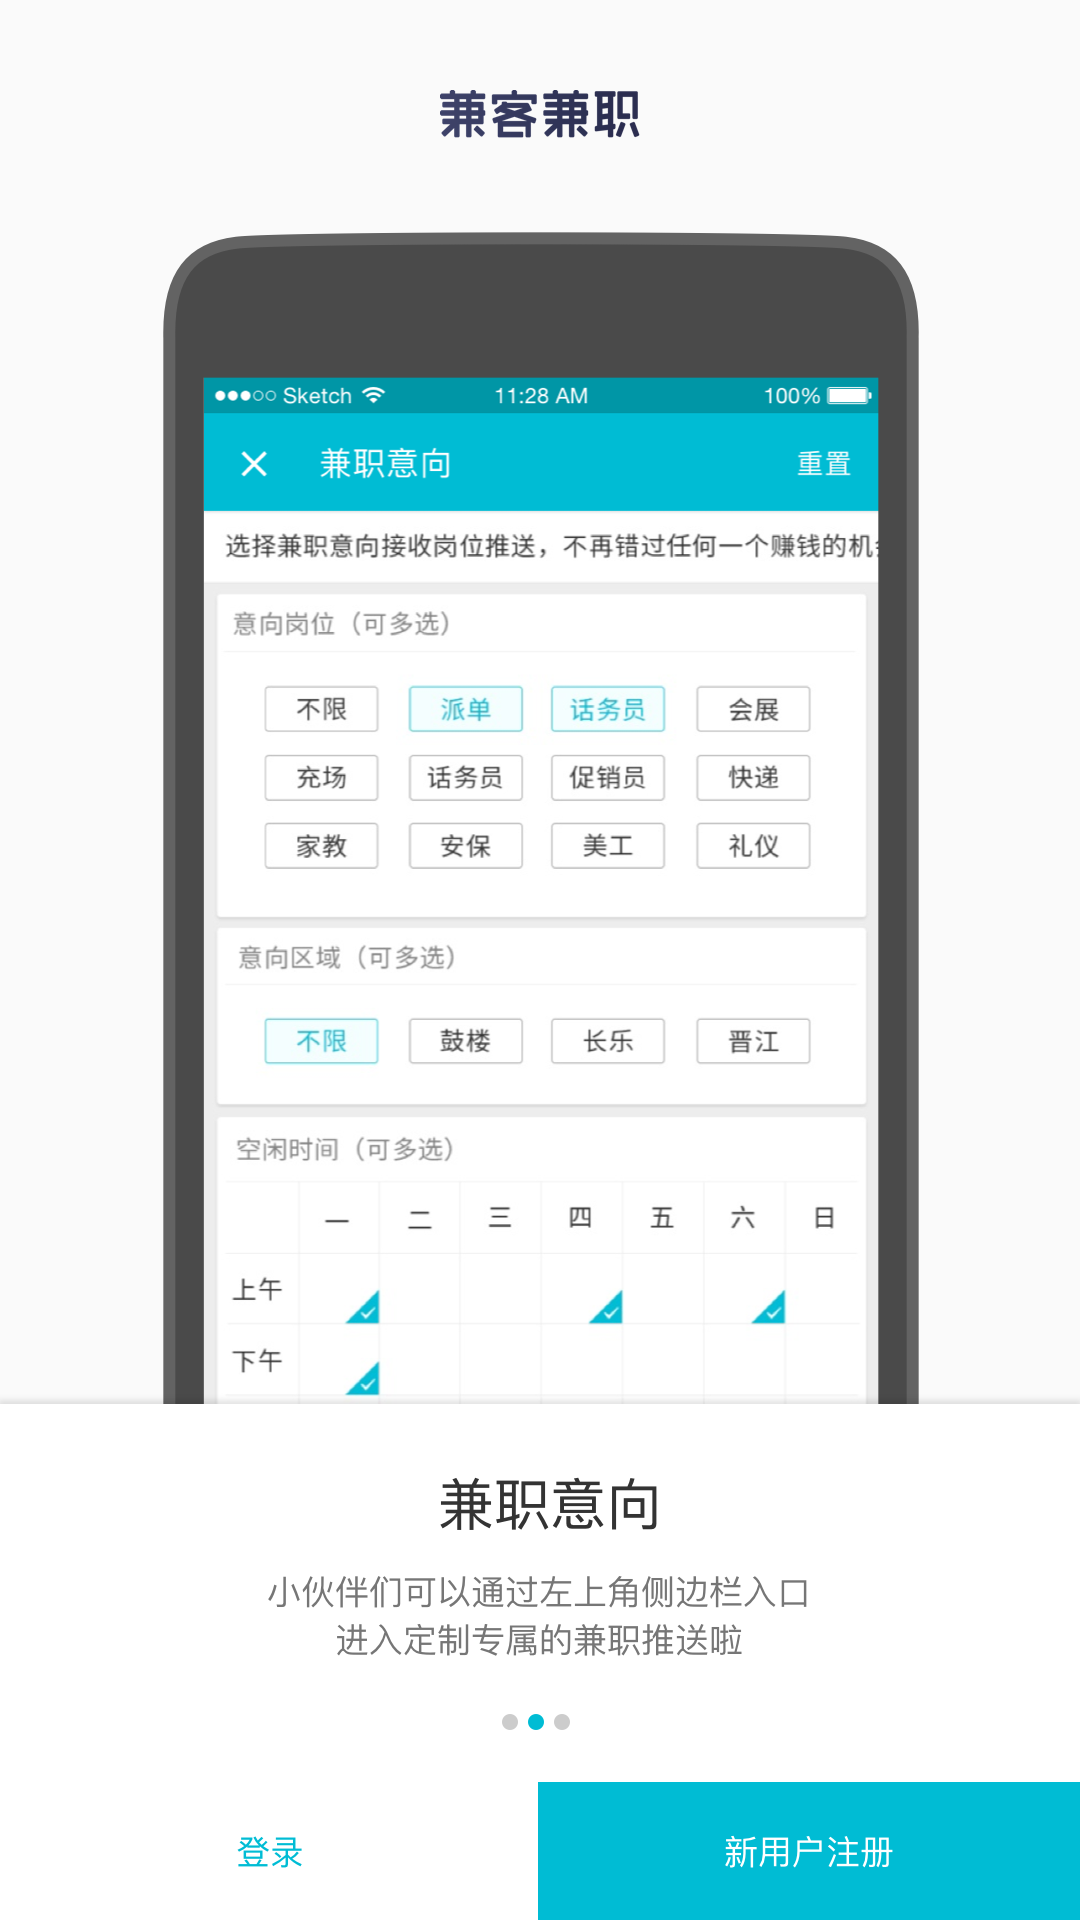 兼客兼职
Sketch 11:28 AM 100%
兼职意向 重置
选择兼职意向接收岗位推送，不再错过任何一个赚钱的机
意向岗位（可多选）
不限 派单 话务员 会展
充场 话务员 促销员 快递
家教 安保 美工 礼仪
意向区域（可多选）
不限 鼓楼 长乐 晋江
空闲时间（可多选）
一 二 三 四 五 六 日
上午
下午
兼职意向
小伙伴们可以通过左上角侧边栏入口
进入定制专属的兼职推送啦
登录 新用户注册